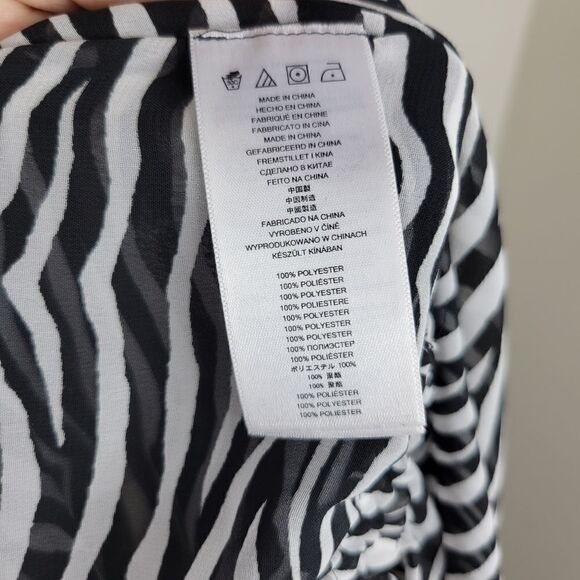 MADE IN CHINA
HECHO EN CHINA
FABRIQUÉ EN CHINE
FABBRICATO IN CINA
MADE IN CHINA
GEFABRICEERD IN CHINA
FREMSTILLET I KINA
СДЕЛАНО В КИТАЕ
FEITO NA CHINA
中国製
中国制造
中國製造
FABRICADO NA CHINA
VYROBENO V ČÍNĚ
WYPRODUKOWANO W CHINACH
KÉSZÜLT KÍNÁBAN
100% POLYESTER
100% POLIÉSTER
100% POLYESTER
100% POLIESTERE
100% POLYESTER
100% POLYESTER
100% POLYESTER
100% ПОЛИЭСТЕР
100% POLIÉSTER
ポリエステル 100%
100% 聚酯
100% 聚酯
100% POLIÉSTER
100% POLYESTER
100% POLIESTER